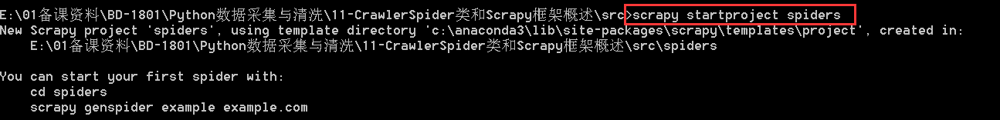 E:\01备课资料\BD-1801\Python数据采集与清洗\11-CrawlerSpider类和Scrapy框架概述\src>scrapy startproject spiders
New Scrapy project 'spiders', using template directory 'c:\anaconda3\lib\site-packages\scrapy\templates\project', created in:
    E:\01备课资料\BD-1801\Python数据采集与清洗\11-CrawlerSpider类和Scrapy框架概述\src\spiders
You can start your first spider with:
    cd spiders
    scrapy genspider example example.com